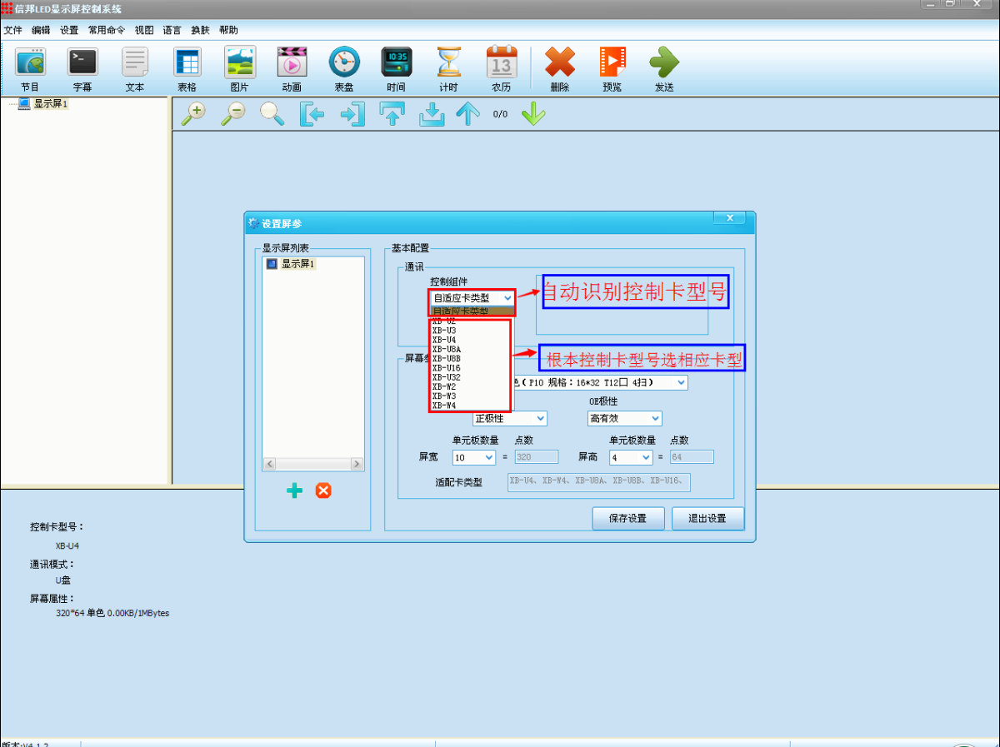 信邦LED显示屏控制系统
文件 编辑 设置 常用命令 视图 语言 换肤 帮助
节目 字幕 文本 表格 图片 动画 表盘 时间 计时 农历 删除 预览 发送
显示屏1
0/0
设置屏参
显示屏列表
显示屏1
基本配置
通讯
控制组件
自适应卡类型
自动识别控制卡型号
自适应卡类型
XB-U2
XB-U3
XB-U4
XB-U8A
XB-U8B
XB-U16
XB-U32
XB-W2
XB-W3
XB-W4
根本控制卡型号选相应卡型
屏幕
(P10 规格：16*32 T12口 4扫)
OE极性
正极性 高有效
单元板数量 点数 单元板数量 点数
屏宽 10 = 320 屏高 4 = 64
适配卡类型 XB-U4、XB-W4、XB-U8A、XB-U8B、XB-U16、
保存设置 退出设置
控制卡型号：
XB-U4
通讯模式：
U盘
屏幕属性：
320*64 单色 0.00KB/1MBytes
版本:V4.1.2